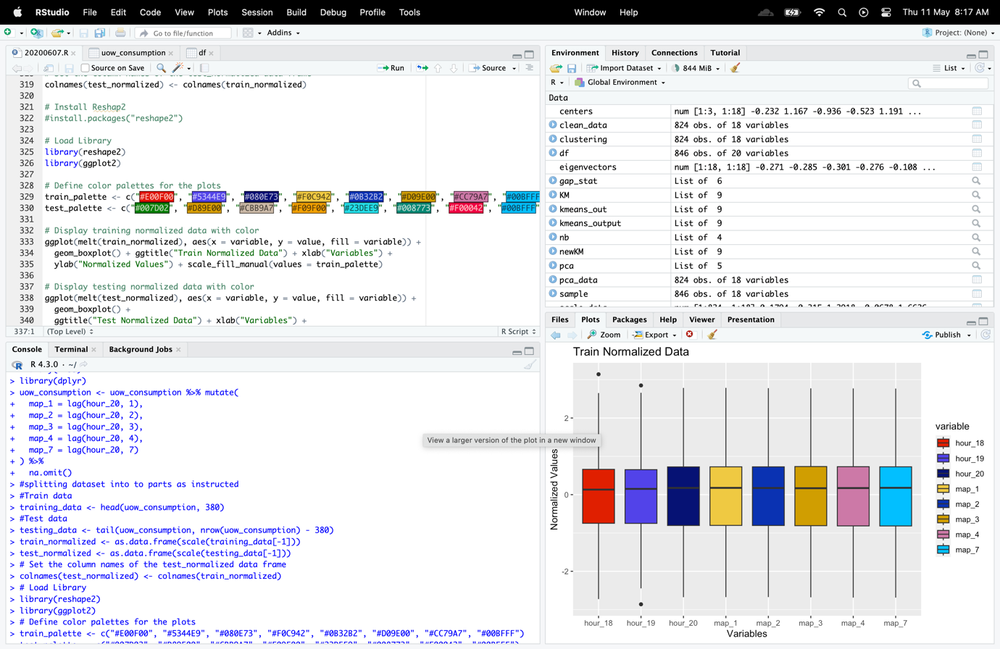 RStudio File Edit Code View Plots Session Build Debug Profile Tools Window Help Thu 11 May 8:17 AM
Go to file/function Addins Project: (None)
20200607.R uow_consumption df
Source on Save Run Source
colnames(test_normalized) <- colnames(train_normalized)
319 colnames(test_normalized) <- colnames(train_normalized)
320
321 # Install Reshap2
322 #install.packages("reshape2")
323
324 # Load Library
325 library(reshape2)
326 library(ggplot2)
327
328 # Define color palettes for the plots
329 train_palette <- c("#E00F00", "#5344E9", "#080E73", "#F0C942", "#0B32B2", "#D09E00", "#CC79A7", "#00BFFF
330 test_palette <- c("#007D02", "#D89E00", "#CBB9A7", "#F09F00", "#23DEE9", "#008773", "#F00042", "#00BFFF"
331
332 # Display training normalized data with color
333 ggplot(melt(train_normalized), aes(x = variable, y = value, fill = variable)) +
334 geom_boxplot() + ggtitle("Train Normalized Data") + xlab("Variables") +
335 ylab("Normalized Values") + scale_fill_manual(values = train_palette)
336
337 # Display testing normalized data with color
338 ggplot(melt(test_normalized), aes(x = variable, y = value, fill = variable)) +
339 geom_boxplot() +
340 ggtitle("Test Normalized Data") + xlab("Variables") +
337:1 (Top Level) R Script
Console Terminal Background Jobs
R 4.3.0 · ~/
> library(dplyr)
> uow_consumption <- uow_consumption %>% mutate(
+ map_1 = lag(hour_20, 1),
+ map_2 = lag(hour_20, 2),
+ map_3 = lag(hour_20, 3),
+ map_4 = lag(hour_20, 4),
+ map_7 = lag(hour_20, 7)
+ ) %>%
+ na.omit()
> #splitting dataset into to parts as instructed
> #Train data
> training_data <- head(uow_consumption, 380)
> #Test data
> testing_data <- tail(uow_consumption, nrow(uow_consumption) - 380)
> train_normalized <- as.data.frame(scale(training_data[-1]))
> test_normalized <- as.data.frame(scale(testing_data[-1]))
> # Set the column names of the test_normalized data frame
> colnames(test_normalized) <- colnames(train_normalized)
> # Load Library
> library(reshape2)
> library(ggplot2)
> # Define color palettes for the plots
> train_palette <- c("#E00F00", "#5344E9", "#080E73", "#F0C942", "#0B32B2", "#D09E00", "#CC79A7", "#00BFFF")
Environment History Connections Tutorial
Import Dataset 844 MiB List
R Global Environment
Data
centers num [1:3, 1:18] -0.232 1.167 -0.936 -0.523 1.191 ...
clean_data 824 obs. of 18 variables
clustering 824 obs. of 18 variables
df 846 obs. of 20 variables
eigenvectors num [1:18, 1:18] -0.271 -0.285 -0.301 -0.276 -0.108 ...
gap_stat List of 6
KM List of 9
kmeans_out List of 9
kmeans_output List of 9
nb List of 4
newKM List of 9
pca List of 5
pca_data 824 obs. of 18 variables
sample 846 obs. of 18 variables
Files Plots Packages Help Viewer Presentation
Zoom Export Publish
Train Normalized Data
View a larger version of the plot in a new window
Normalized Values
2
0
-2
hour_18 hour_19 hour_20 map_1 map_2 map_3 map_4 map_7
Variables
variable
hour_18
hour_19
hour_20
map_1
map_2
map_3
map_4
map_7